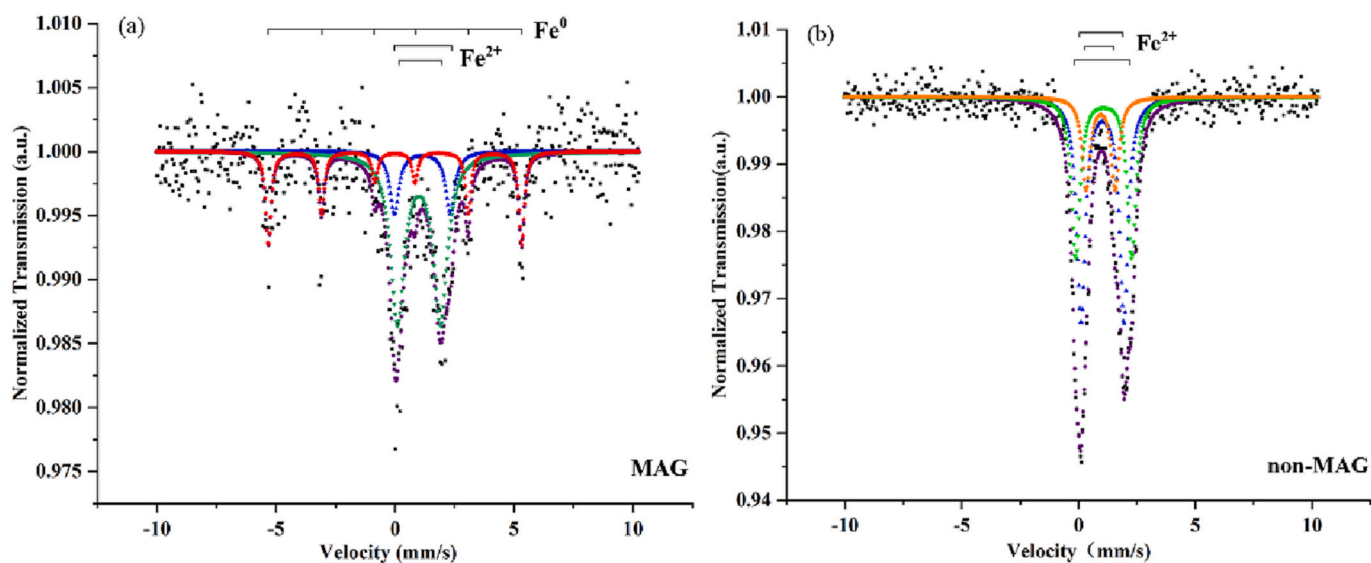 (a)
Fe⁰
Fe²⁺
MAG
1.010
1.005
1.000
0.995
0.990
0.985
0.980
0.975
-10
-5
0
5
10
Normalized Transmission (a.u.)
Velocity (mm/s)
(b)
Fe²⁺
non-MAG
1.01
1.00
0.99
0.98
0.97
0.96
0.95
0.94
-10
-5
0
5
10
Normalized Transmission(a.u.)
Velocity（mm/s)